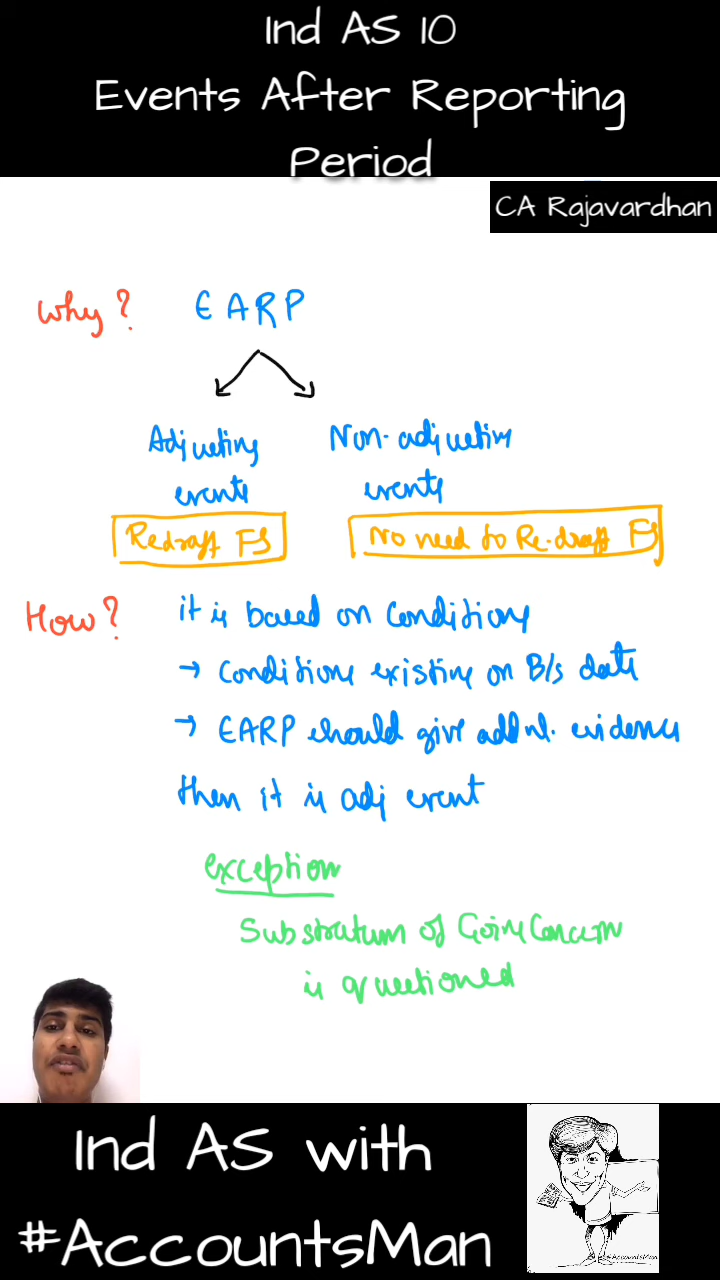 Ind AS 10
Events After Reporting
Period
CA Rajavardhan
Why? EARP
Adjusting Non-adjusting
events events
Redraft FS No need to Re-draft FS
How? it is based on Conditions
→ Conditions existing on B/s date
→ EARP should give addnl. evidence
then it is adj event
exception
Substratum of Going Concern
is questioned
Ind AS with
#AccountsMan
#AccountsMan